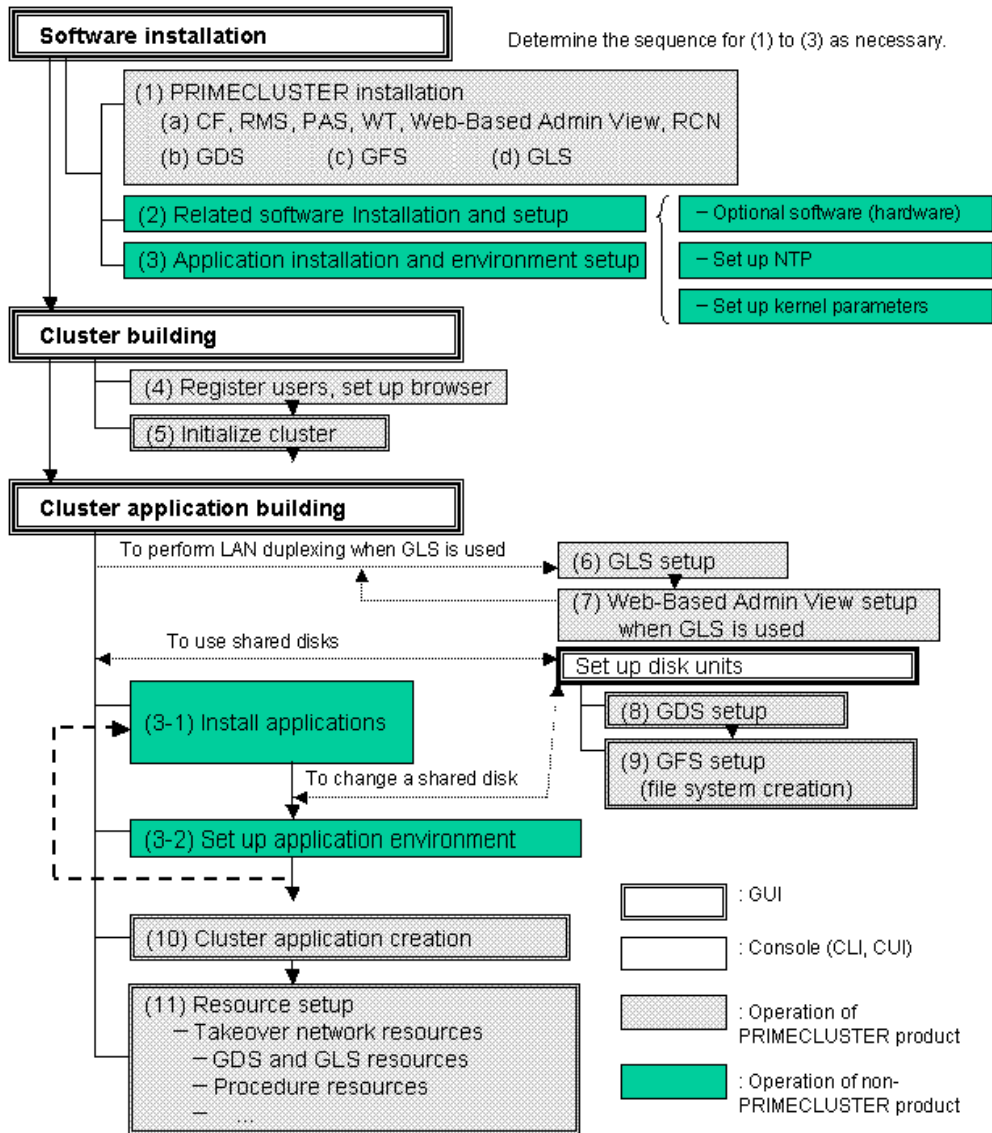 Software installation
Determine the sequence for (1) to (3) as necessary.
(1) PRIMECLUSTER installation
(a) CF, RMS, PAS, WT, Web-Based Admin View, RCN
(b) GDS (c) GFS (d) GLS
(2) Related software Installation and setup
(3) Application installation and environment setup
– Optional software (hardware)
– Set up NTP
– Set up kernel parameters
Cluster building
(4) Register users, set up browser
(5) Initialize cluster
Cluster application building
To perform LAN duplexing when GLS is used
(6) GLS setup
(7) Web-Based Admin View setup
when GLS is used
To use shared disks
Set up disk units
(8) GDS setup
(9) GFS setup
(file system creation)
(3-1) Install applications
To change a shared disk
(3-2) Set up application environment
(10) Cluster application creation
(11) Resource setup
– Takeover network resources
– GDS and GLS resources
– Procedure resources
– ...
: GUI
: Console (CLI, CUI)
: Operation of
PRIMECLUSTER product
: Operation of non-
PRIMECLUSTER product